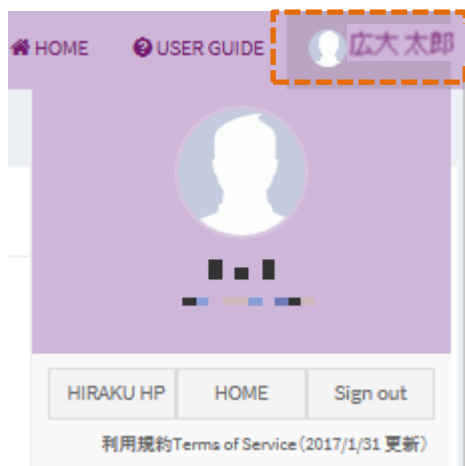 HOME USER GUIDE 広大 太郎
HIRAKU HP HOME Sign out
利用規約Terms of Service(2017/1/31 更新)